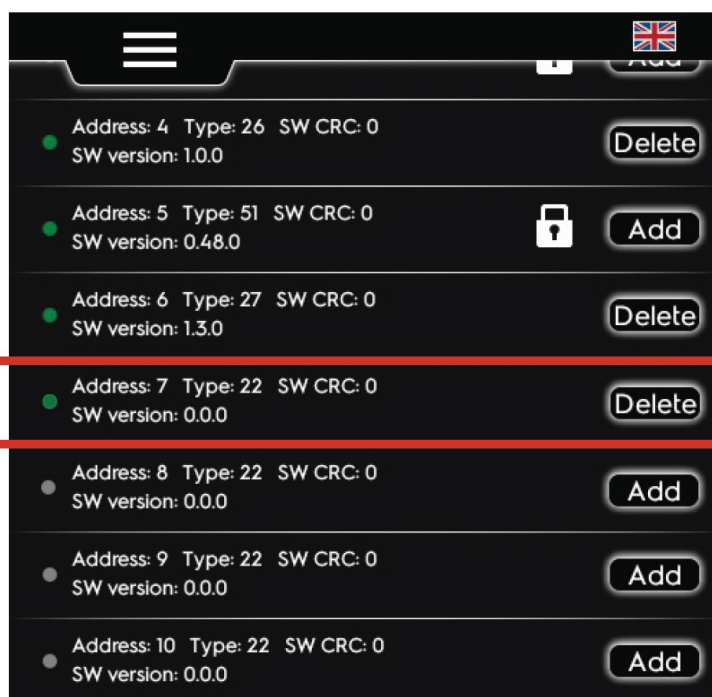 Add
Address: 4 Type: 26 SW CRC: 0
SW version: 1.0.0
Delete
Address: 5 Type: 51 SW CRC: 0
SW version: 0.48.0
Add
Address: 6 Type: 27 SW CRC: 0
SW version: 1.3.0
Delete
Address: 7 Type: 22 SW CRC: 0
SW version: 0.0.0
Delete
Address: 8 Type: 22 SW CRC: 0
SW version: 0.0.0
Add
Address: 9 Type: 22 SW CRC: 0
SW version: 0.0.0
Add
Address: 10 Type: 22 SW CRC: 0
SW version: 0.0.0
Add